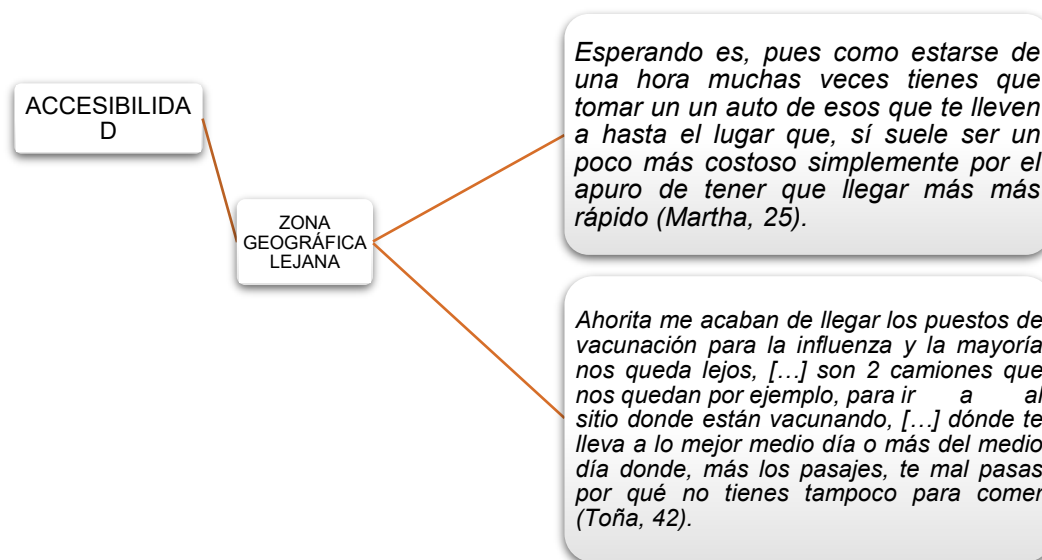 ACCESIBILIDA
D
ZONA
GEOGRÁFICA
LEJANA
Esperando es, pues como estarse de
una hora muchas veces tienes que
tomar un un auto de esos que te lleven
a hasta el lugar que, sí suele ser un
poco más costoso simplemente por el
apuro de tener que llegar más más
rápido (Martha, 25).
Ahorita me acaban de llegar los puestos de
vacunación para la influenza y la mayoría
nos queda lejos, […] son 2 camiones que
nos quedan por ejemplo, para ir a al
sitio donde están vacunando, […] dónde te
lleva a lo mejor medio día o más del medio
día donde, más los pasajes, te mal pasas
por qué no tienes tampoco para comer
(Toña, 42).